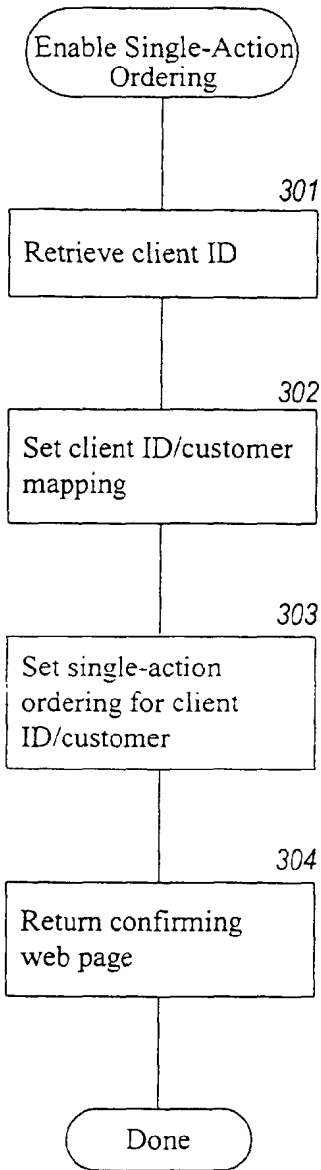 Enable Single-Action
Ordering
301
Retrieve client ID
302
Set client ID/customer
mapping
303
Set single-action
ordering for client
ID/customer
304
Return confirming
web page
Done